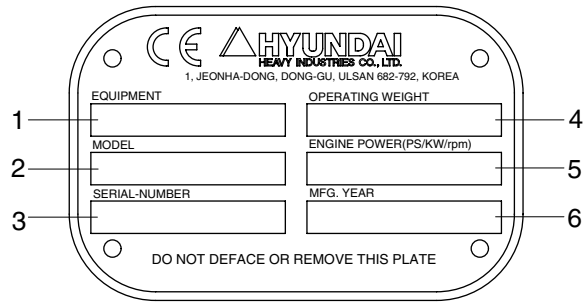 CE HYUNDAI
HEAVY INDUSTRIES CO., LTD.
1, JEONHA-DONG, DONG-GU, ULSAN 682-792, KOREA
EQUIPMENT OPERATING WEIGHT
1 4
MODEL ENGINE POWER(PS/KW/rpm)
2 5
SERIAL-NUMBER MFG. YEAR
3 6
DO NOT DEFACE OR REMOVE THIS PLATE